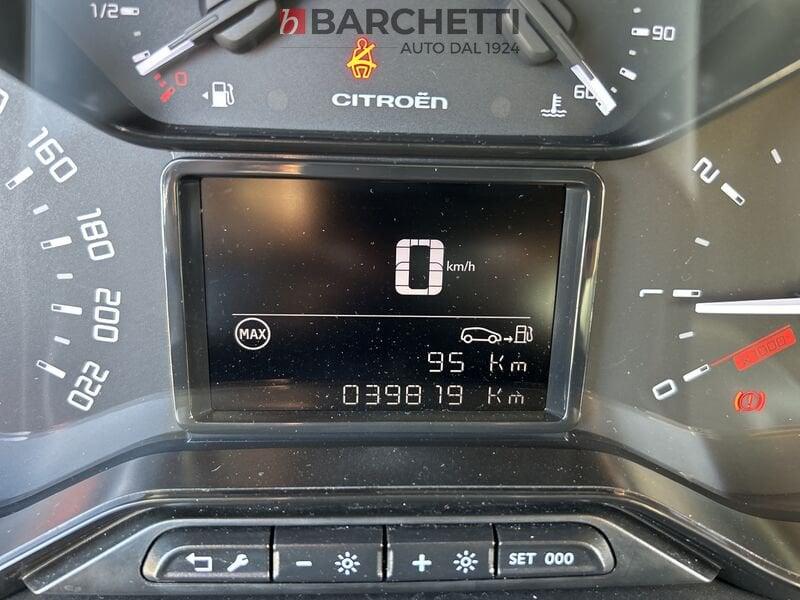 b BARCHETTI
AUTO DAL 1924
1/2
0
90
60
CITROËN
160
180
200
220
2
1
0
0 km/h
MAX
95 Km
039819 Km
- +
SET 000